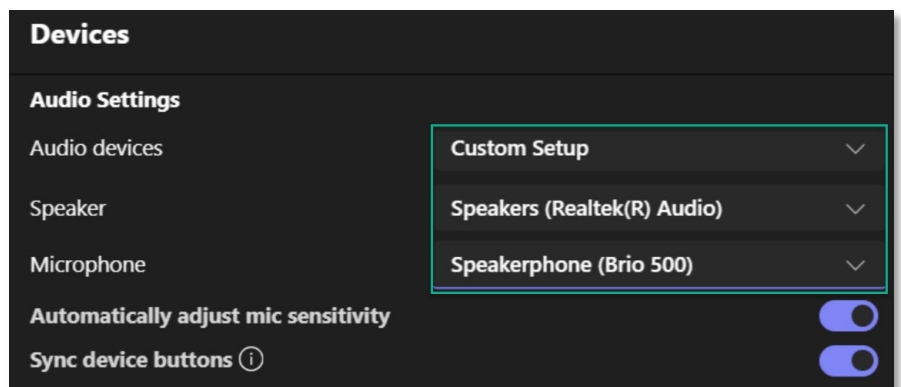 Devices
Audio Settings
Audio devices Custom Setup
Speaker Speakers (Realtek(R) Audio)
Microphone Speakerphone (Brio 500)
Automatically adjust mic sensitivity
Sync device buttons